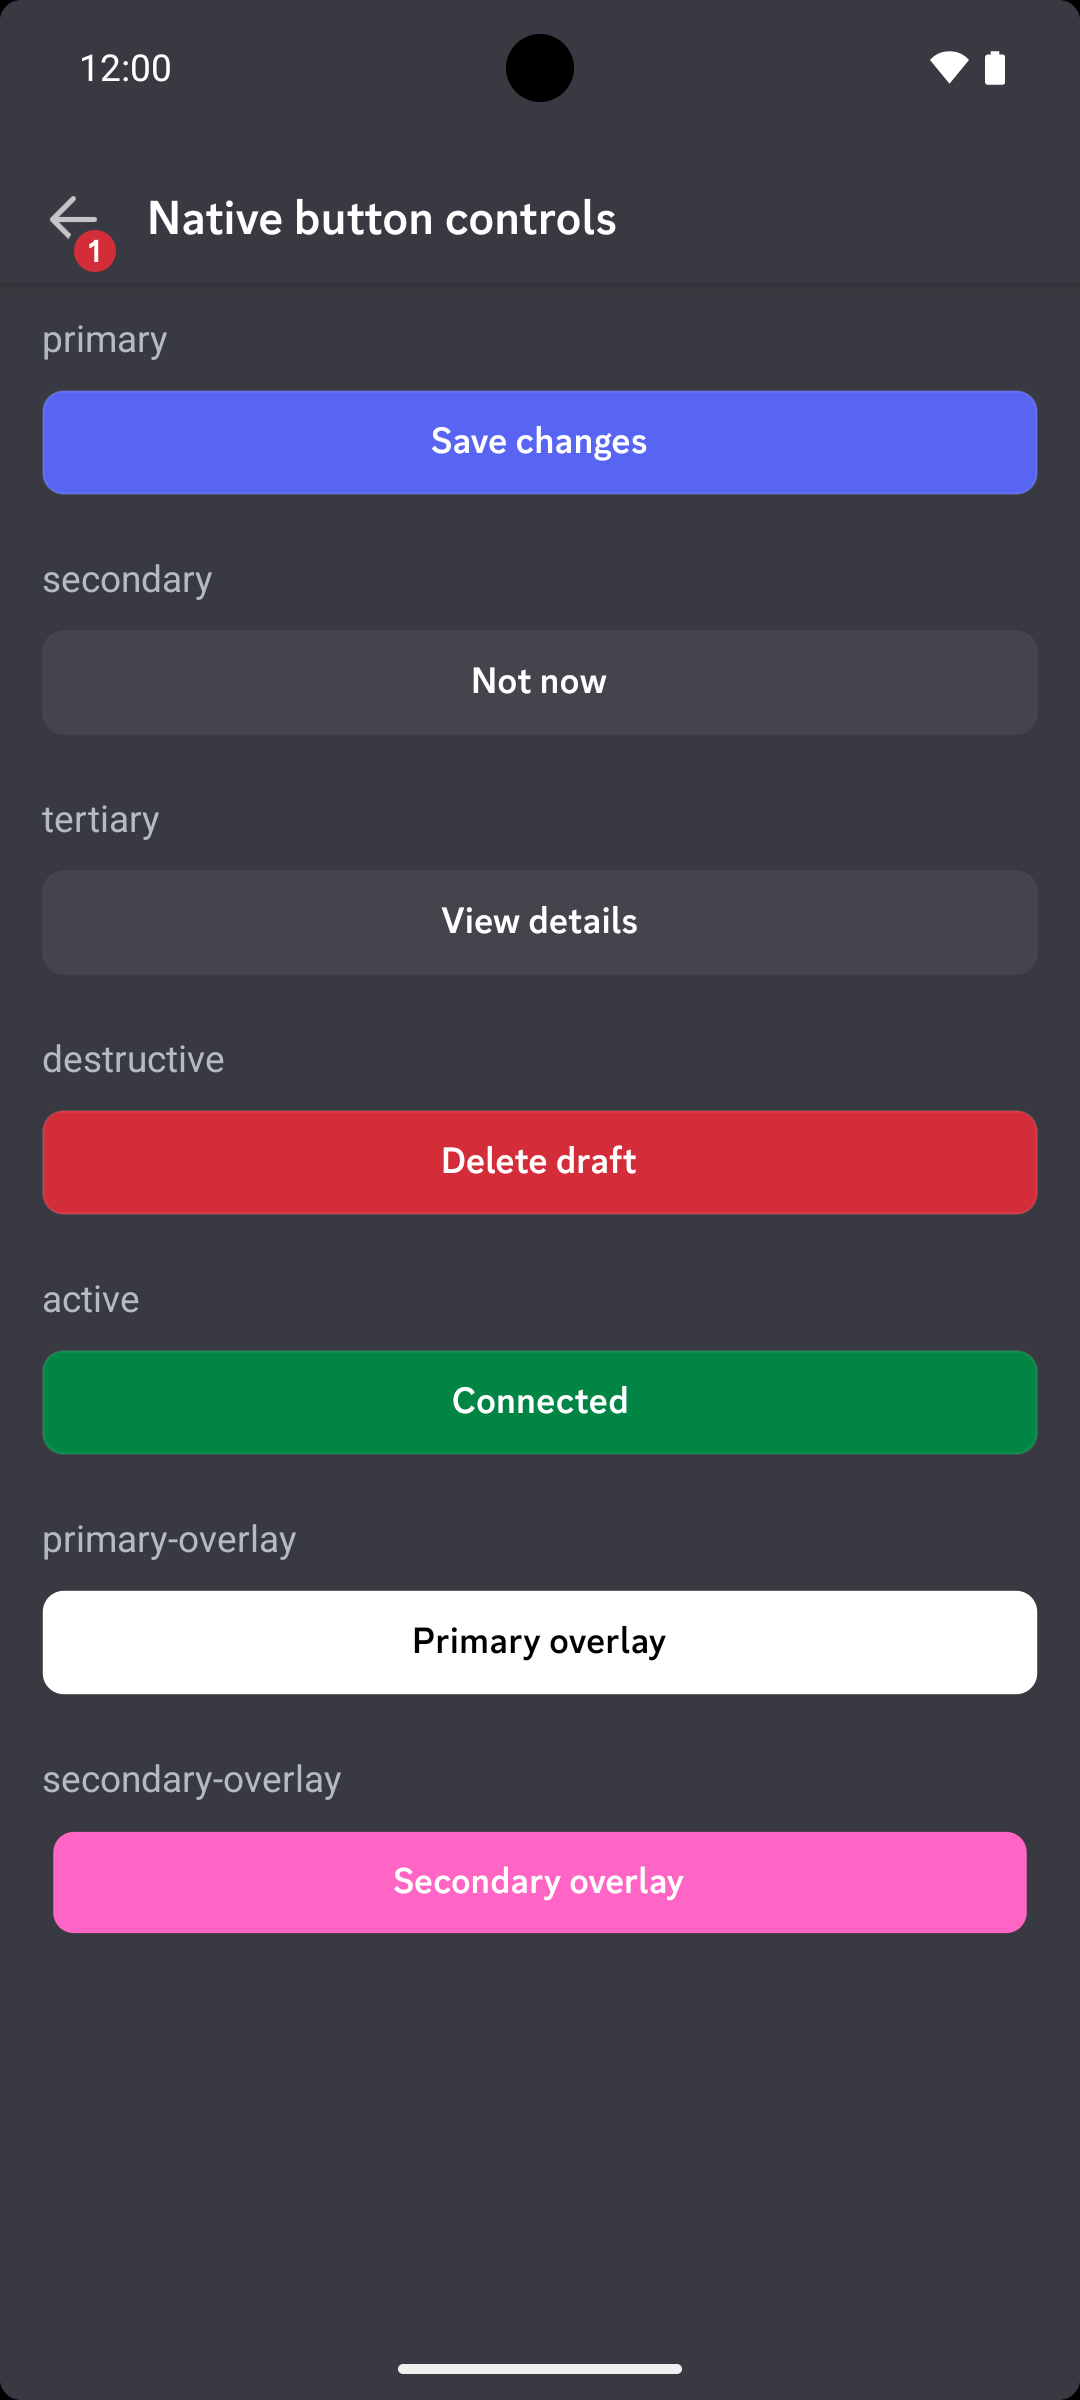 12:00
1
Native button controls
primary
Save changes
secondary
Not now
tertiary
View details
destructive
Delete draft
active
Connected
primary-overlay
Primary overlay
secondary-overlay
Secondary overlay